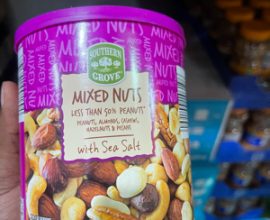 MIXED NUTS
SOUTHERN
GROVE
MIXED NUTS
LESS THAN 50% PEANUTS
PEANUTS, ALMONDS, CASHEWS,
HAZELNUTS & PECANS
with Sea Salt